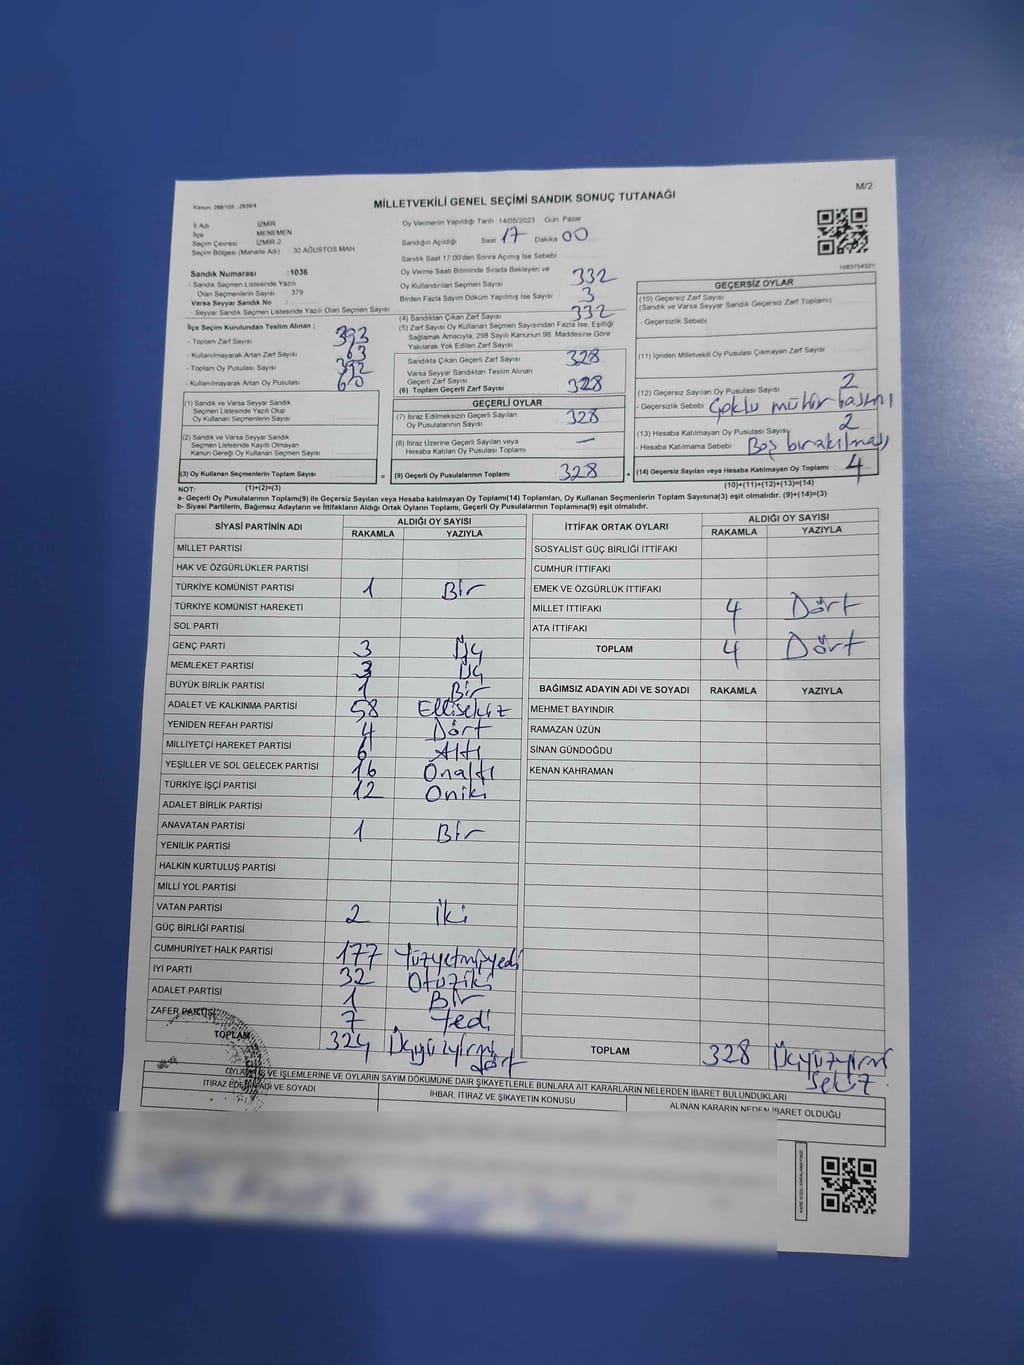 M/2
MİLLETVEKİLİ GENEL SEÇİMİ SANDIK SONUÇ TUTANAĞI
İl Adı : İZMİR
İlçe : MENEMEN
Seçim Çevresi : İZMİR-2
Seçim Bölgesi (Mahalle Adı) : 30 AĞUSTOS MAH.
Sandık Numarası :1036
- Sandık Seçmen Listesinde Yazılı
Olan Seçmenlerin Sayısı : 379
Varsa Seyyar Sandık No :
- Seyyar Sandık Seçmen Listesinde Yazılı Olan Seçmen Sayısı
İlçe Seçim Kurulundan Teslim Alınan ;
- Toplam Zarf Sayısı 393
- Kullanılmayarak Artan Zarf Sayısı 63
- Toplam Oy Pusulası 392
- Kullanılmayarak Artan Oy Pusulası 60
(1) Sandık ve Varsa Seyyar Sandık
Seçmen Listesinde Yazılı Olup
Oy Kullanan Seçmenlerin Sayısı
(2) Sandık ve Varsa Seyyar Sandık
Seçmen Listesinde Kayıtlı Olmayan
Kanun Gereği Oy Kullanan Seçmen Sayısı
(3) Oy Kullanan Seçmenlerin Toplam Sayısı
Oy Vermenin Yapıldığı Tarih :14/05/2023 Gün Pazar
Sandığın Açıldığı Saat 17 Dakika 00
Sandık Saat 17:00'den Sonra Açılmış İse Sebebi
Oy Verme Saati Bitiminde Sırada Bekleyen ve
Oy Kullandırılan Seçmen Sayısı 332
Birden Fazla Sayım Döküm Yapılmış İse Sayısı 3
(4) Sandıktan Çıkan Zarf Sayısı 332
(5) Zarf Sayısı Oy Kullanan Seçmen Sayısından Fazla İse, Eşitliği
Sağlamak Amacıyla, 298 Sayılı Kanunun 98. Maddesine Göre
Yakılarak Yok Edilen Zarf Sayısı
Sandıkta Çıkan Geçerli Zarf Sayısı 328
Varsa Seyyar Sandıktan Teslim Alınan
Geçerli Zarf Sayısı
(6) Toplam Geçerli Zarf Sayısı 328
GEÇERLİ OYLAR
(7) İtiraz Edilmeksizin Geçerli Sayılan
Oy Pusulalarının Sayısı 328
(8) İtiraz Üzerine Geçerli Sayılan veya
Hesaba Katılan Oy Pusulası Toplamı —
= (9) Geçerli Oy Pusulalarının Toplamı 328
GEÇERSİZ OYLAR
(10) Geçersiz Zarf Sayısı
(Sandık ve Varsa Seyyar Sandık Geçersiz Zarf Toplamı)
- Geçersizlik Sebebi
(11) İçinden Milletvekili Oy Pusulası Çıkmayan Zarf Sayısı
(12) Geçersiz Sayılan Oy Pusulası Sayısı 2
- Geçersizlik Sebebi Çoklu mühür basımı
(13) Hesaba Katılmayan Oy Pusulası Sayısı 2
- Hesaba Katılmama Sebebi Boş bırakılması
+ (14) Geçersiz Sayılan veya Hesaba Katılmayan Oy Toplamı : 4
NOT: (1)+(2)=(3)
(10)+(11)+(12)+(13)=(14)
a- Geçerli Oy Pusulaları Toplamı(9) ile Geçersiz Sayılan veya Hesaba katılmayan Oy Toplamı(14) Toplamları, Oy Kullanan Seçmenlerin Toplam Sayısına(3) eşit olmalıdır. (9)+(14)=(3)
b- Siyasi Partilerin, Bağımsız Adayların ve İttifakların Aldığı Ortak Oyların Toplamı, Geçerli Oy Pusulalarının Toplamına(9) eşit olmalıdır.
SİYASİ PARTİNİN ADI ALDIĞI OY SAYISI
RAKAMLA YAZIYLA
MİLLET PARTİSİ
HAK VE ÖZGÜRLÜKLER PARTİSİ
TÜRKİYE KOMÜNİST PARTİSİ 1 Bir
TÜRKİYE KOMÜNİST HAREKETİ
SOL PARTİ
GENÇ PARTİ 3 Üç
MEMLEKET PARTİSİ 3 Üç
BÜYÜK BİRLİK PARTİSİ 1 Bir
ADALET VE KALKINMA PARTİSİ 58 Ellisekiz
YENİDEN REFAH PARTİSİ 4 Dört
MİLLİYETÇİ HAREKET PARTİSİ 6 Altı
YEŞİLLER VE SOL GELECEK PARTİSİ 16 Onaltı
TÜRKİYE İŞÇİ PARTİSİ 12 Oniki
ADALET BİRLİK PARTİSİ
ANAVATAN PARTİSİ 1 Bir
YENİLİK PARTİSİ
HALKIN KURTULUŞ PARTİSİ
MİLLİ YOL PARTİSİ
VATAN PARTİSİ 2 İki
GÜÇ BİRLİĞİ PARTİSİ
CUMHURİYET HALK PARTİSİ 177 Yüzyetmişyedi
İYİ PARTİ 32 Otuziki
ADALET PARTİSİ 1 Bir
ZAFER PARTİSİ 7 Yedi
TOPLAM 324 Üçyüzyirmi
dört
İTTİFAK ORTAK OYLARI ALDIĞI OY SAYISI
RAKAMLA YAZIYLA
SOSYALİST GÜÇ BİRLİĞİ İTTİFAKI
CUMHUR İTTİFAKI
EMEK VE ÖZGÜRLÜK İTTİFAKI
MİLLET İTTİFAKI 4 Dört
ATA İTTİFAKI
TOPLAM 4 Dört
BAĞIMSIZ ADAYIN ADI VE SOYADI RAKAMLA YAZIYLA
MEHMET BAYINDIR
RAMAZAN ÜZÜN
SİNAN GÜNDOĞDU
KENAN KAHRAMAN
TOPLAM 328 Üçyüzyirmi
sekiz
VE İŞLEMLERİNE VE OYLARIN SAYIM DÖKÜMÜNE DAİR ŞİKAYETLERLE BUNLARA AİT KARARLARIN NELERDEN İBARET BULUNDUKLARI
İTİRAZ EDENİN ADI VE SOYADI İHBAR, İTİRAZ VE ŞİKAYETİN KONUSU ALINAN KARARIN NEDEN İBARET OLDUĞU